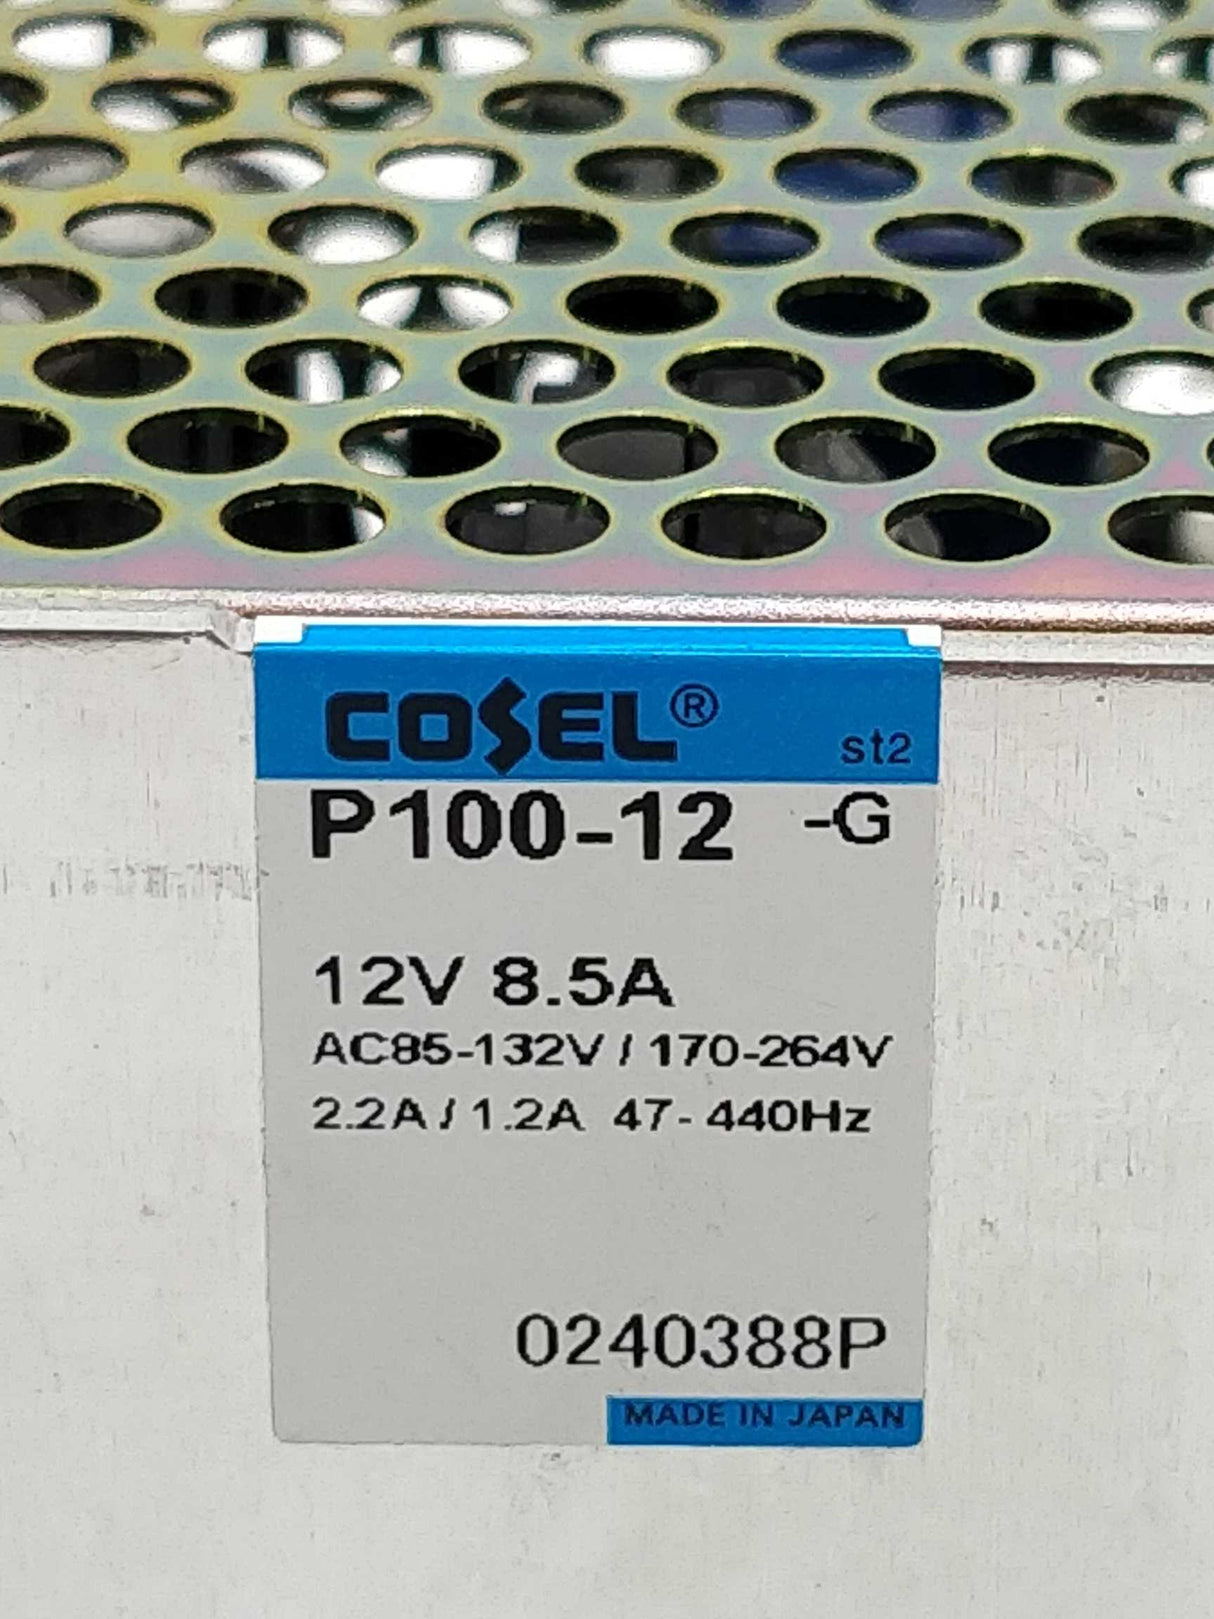 COSEL®
st2
P100-12 -G
12V 8.5A
AC85-132V / 170-264V
2.2A / 1.2A 47-440Hz
0240388P
MADE IN JAPAN